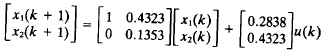 [x₁(k + 1)] = [1 0.4323][x₁(k)] + [0.2838]u(k)
[x₂(k + 1)] [0 0.1353][x₂(k)] [0.4323]